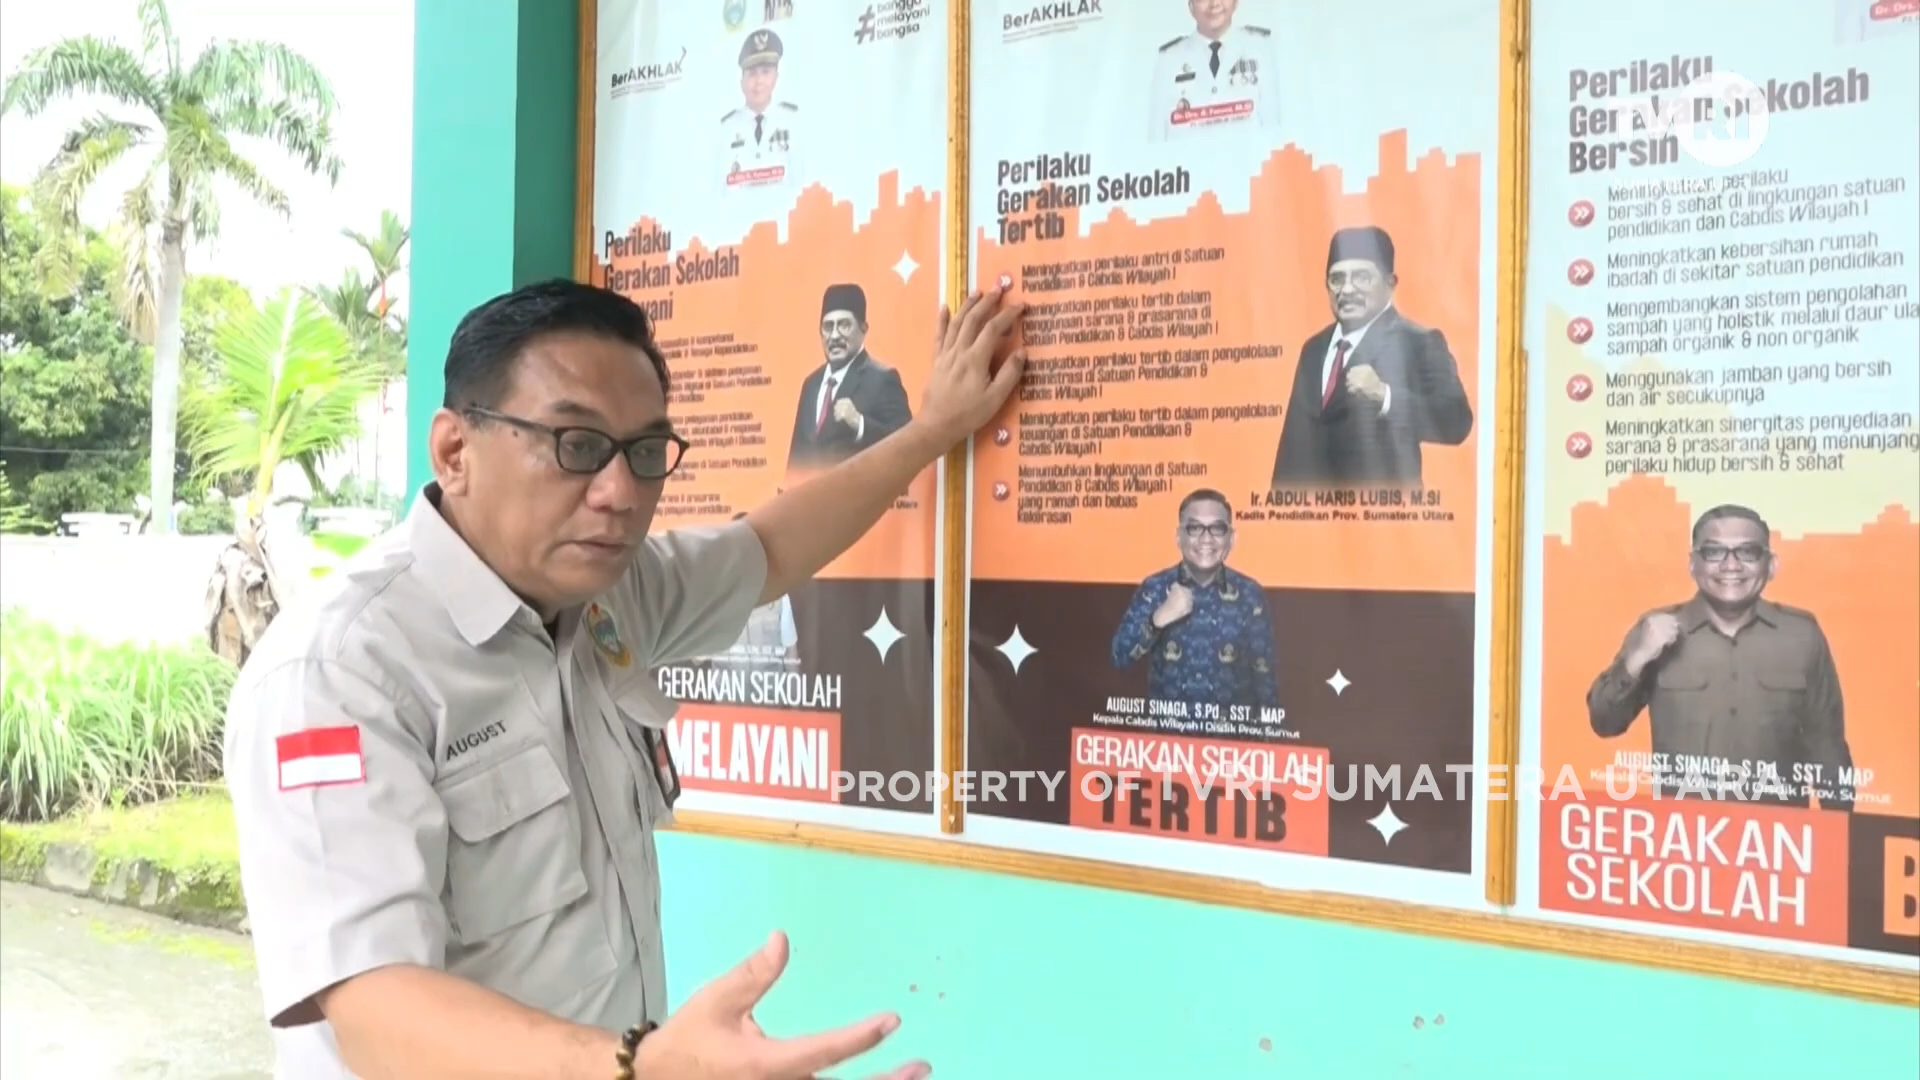 BerAKHLAK
# bangga
melayani
bangsa
Perilaku
Gerakan Sekolah
GERAKAN SEKOLAH
MELAYANI
BerAKHLAK
Perilaku
Gerakan Sekolah
Tertib
Meningkatkan perilaku antri di Satuan
Pendidikan & Cabdis Wilayah I
Meningkatkan perilaku tertib dalam
penggunaan sarana & prasarana di
Satuan Pendidikan & Cabdis Wilayah I
Meningkatkan perilaku tertib dalam pengelolaan
administrasi di Satuan Pendidikan &
Cabdis Wilayah I
Meningkatkan perilaku tertib dalam pengelolaan
keuangan di Satuan Pendidikan &
Cabdis Wilayah I
Menumbuhkan lingkungan di Satuan
Pendidikan & Cabdis Wilayah I
yang ramah dan bebas
kekerasan
Ir. ABDUL HARIS LUBIS, M.Si
Kadis Pendidikan Prov. Sumatera Utara
AUGUST SINAGA, S.Pd., SST., MAP
Kepala Cabdis Wilayah I Disdik Prov. Sumut
GERAKAN SEKOLAH
TERTIB
Perilaku
Gerakan Sekolah
Bersih
Meningkatkan perilaku
bersih & sehat di lingkungan satuan
pendidikan dan Cabdis Wilayah I
Meningkatkan kebersihan rumah
ibadah di sekitar satuan pendidikan
Mengembangkan sistem pengolahan
sampah yang holistik melalui daur ula
sampah organik & non organik
Menggunakan jamban yang bersih
dan air secukupnya
Meningkatkan sinergitas penyediaan
sarana & prasarana yang menunjang
perilaku hidup bersih & sehat
AUGUST SINAGA, S.Pd., SST., MAP
Kepala Cabdis Wilayah I Disdik Prov. Sumut
GERAKAN
SEKOLAH
B
AUGUST
PROPERTY OF TVRI SUMATERA UTARA